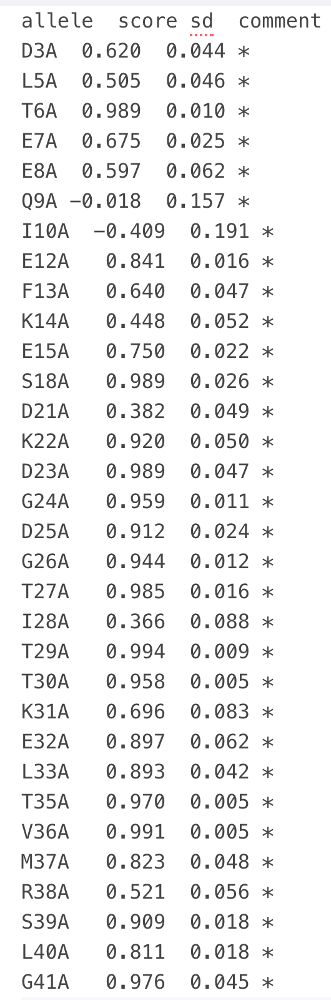 allele  score sd  comment
D3A  0.620  0.044 *
L5A  0.505  0.046 *
T6A  0.989  0.010 *
E7A  0.675  0.025 *
E8A  0.597  0.062 *
Q9A -0.018  0.157 *
I10A  -0.409  0.191 *
E12A   0.841  0.016 *
F13A   0.640  0.047 *
K14A   0.448  0.052 *
E15A   0.750  0.022 *
S18A   0.989  0.026 *
D21A   0.382  0.049 *
K22A   0.920  0.050 *
D23A   0.989  0.047 *
G24A   0.959  0.011 *
D25A   0.912  0.024 *
G26A   0.944  0.012 *
T27A   0.985  0.016 *
I28A   0.366  0.088 *
T29A   0.994  0.009 *
T30A   0.958  0.005 *
K31A   0.696  0.083 *
E32A   0.897  0.062 *
L33A   0.893  0.042 *
T35A   0.970  0.005 *
V36A   0.991  0.005 *
M37A   0.823  0.048 *
R38A   0.521  0.056 *
S39A   0.909  0.018 *
L40A   0.811  0.018 *
G41A   0.976  0.045 *